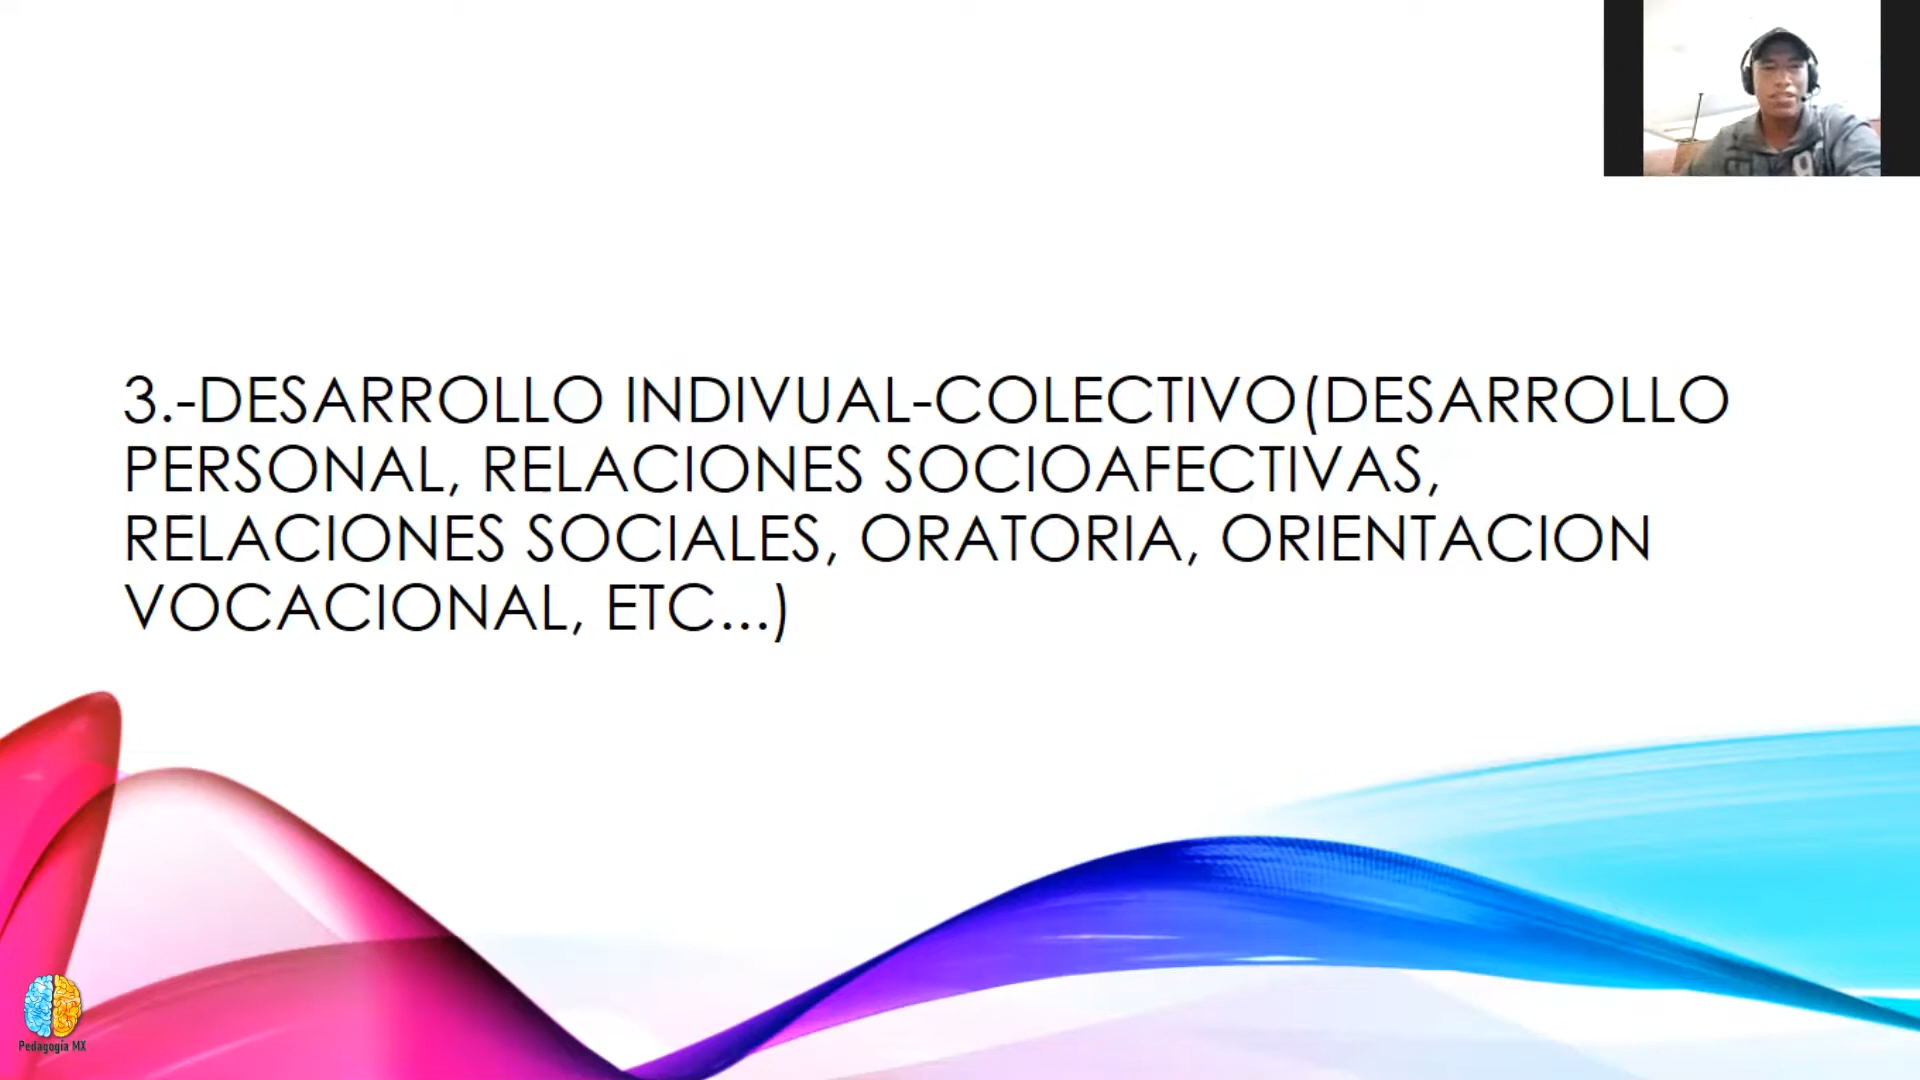 3.-DESARROLLO INDIVUAL-COLECTIVO(DESARROLLO
PERSONAL, RELACIONES SOCIOAFECTIVAS,
RELACIONES SOCIALES, ORATORIA, ORIENTACION
VOCACIONAL, ETC...)
Pedagogía MX